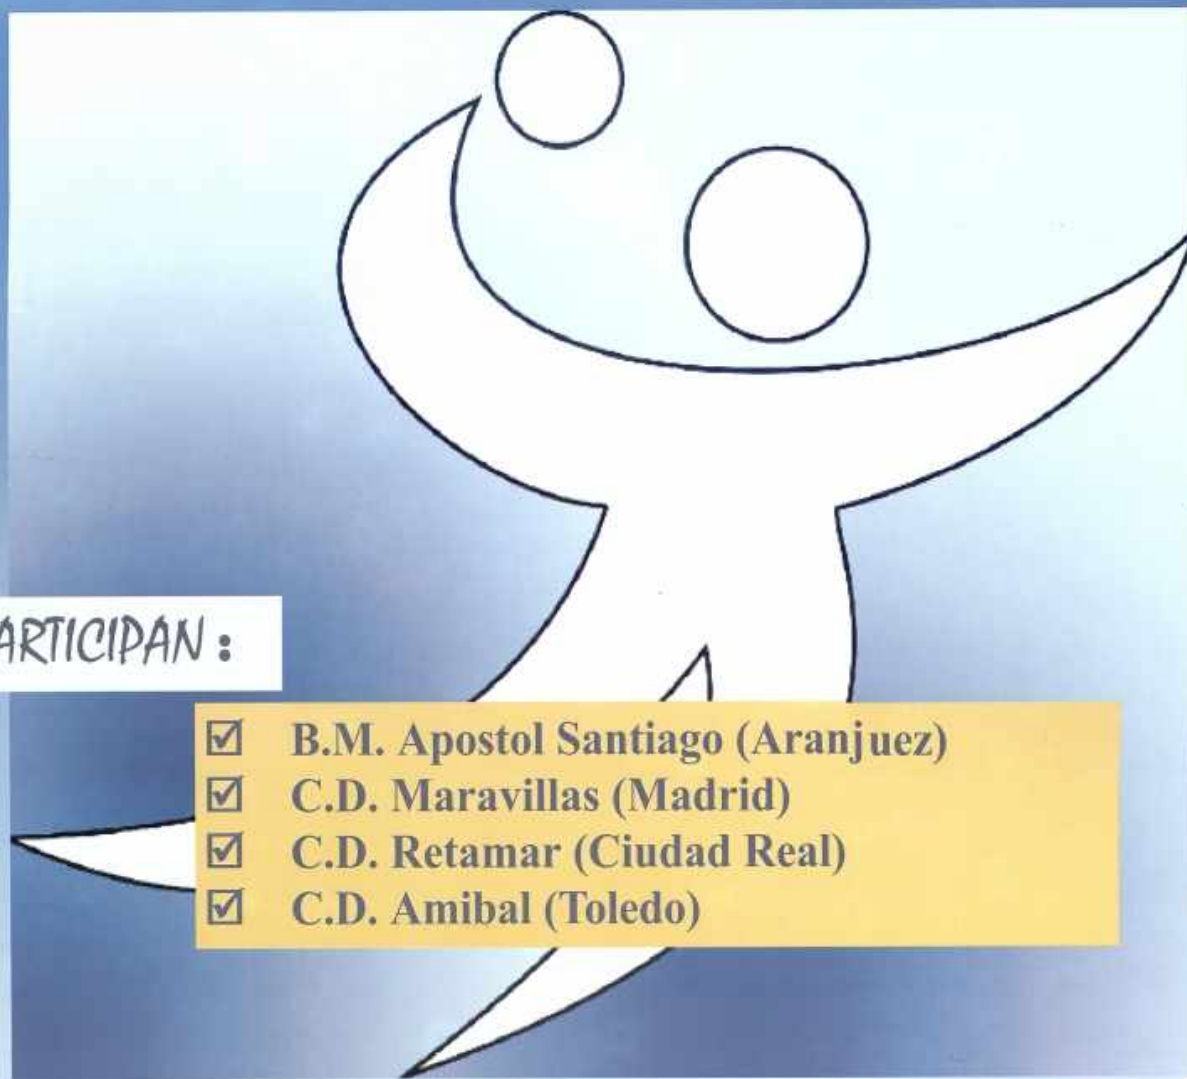 ARTICIPAN :
☑ B.M. Apostol Santiago (Aranjuez)
☑ C.D. Maravillas (Madrid)
☑ C.D. Retamar (Ciudad Real)
☑ C.D. Amibal (Toledo)